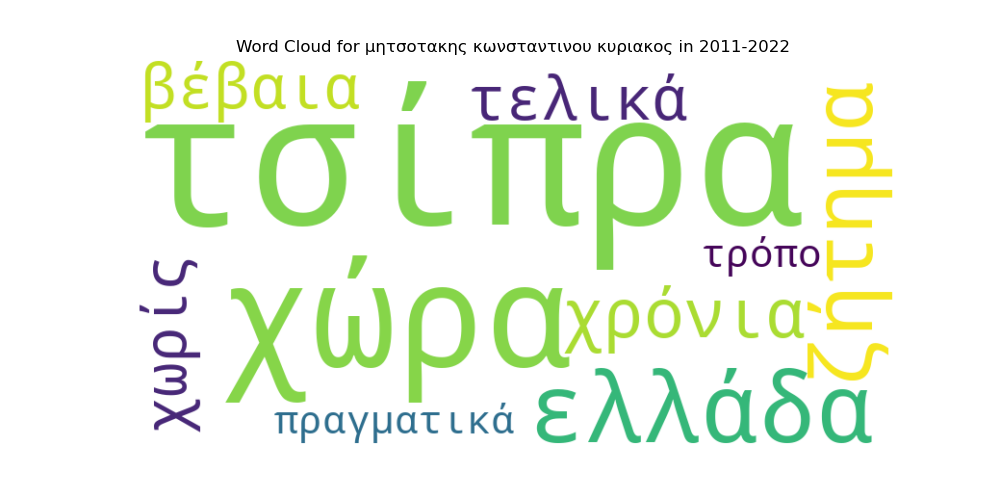 Word Cloud for μητσοτακης κωνσταντινου κυριακος in 2011-2022
βέβαια
τελικά
τσίπρα
ζήτημα
τρόπο
χωρίς
χώρα
χρόνια
πραγματικά
ελλάδα